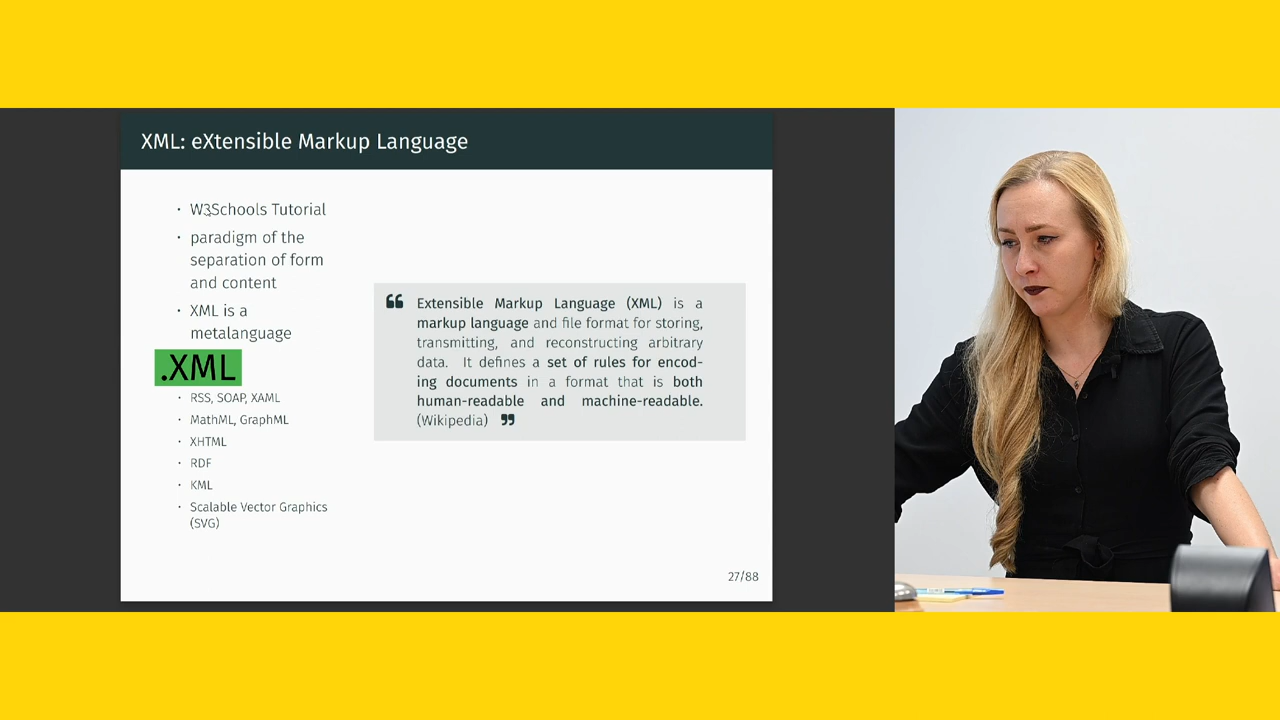 XML: eXtensible Markup Language
W3Schools Tutorial
paradigm of the
separation of form
and content
XML is a
metalanguage
.XML
RSS, SOAP, XAML
MathML, GraphML
XHTML
RDF
KML
Scalable Vector Graphics
(SVG)
❝ Extensible Markup Language (XML) is a
markup language and file format for storing,
transmitting, and reconstructing arbitrary
data. It defines a set of rules for encod-
ing documents in a format that is both
human-readable and machine-readable.
(Wikipedia) ❞
27/88